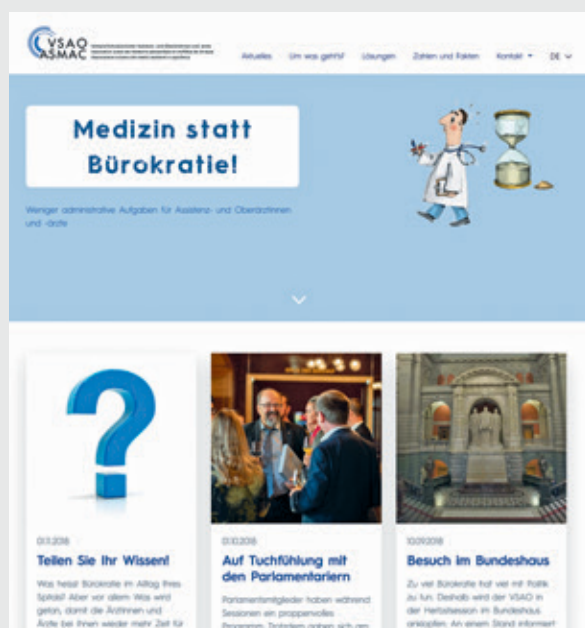 VSAO
ASMAC
Aktuelles Um was geht's? Lösungen Zahlen und Fakten Kontakt DE
Medizin statt
Bürokratie!
Weniger administrative Aufgaben für Assistenz- und Oberärztinnen
und -ärzte
01.11.2018
Teilen Sie Ihr Wissen!
Was heisst Bürokratie im Alltag Ihres
Spitals? Aber vor allem: Was wird
getan, damit die Ärztinnen und
Ärzte bei Ihnen wieder mehr Zeit für
01.10.2018
Auf Tuchfühlung mit
den Parlamentariern
Parlamentsmitglieder haben während
Sessionen ein proppenvolles
Programm. Trotzdem gaben sich am
10.09.2018
Besuch im Bundeshaus
Zu viel Bürokratie hat viel mit Politik
zu tun. Deshalb wird der VSAO in
der Herbstsession im Bundeshaus
anklopfen. An einem Stand informiert